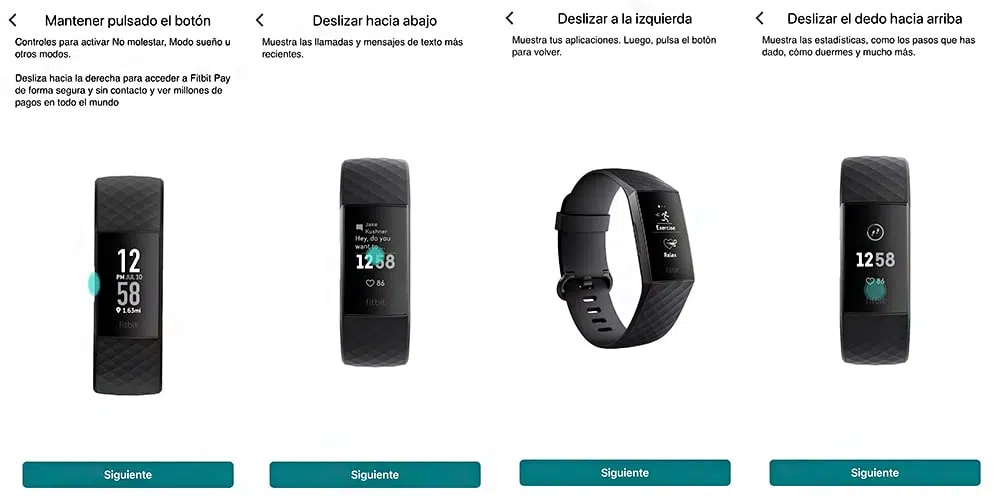 Mantener pulsado el botón
Controles para activar No molestar, Modo sueño u
otros modos.
Desliza hacia la derecha para acceder a Fitbit Pay
de forma segura y sin contacto y ver millones de
pagos en todo el mundo
12
PM JUL 30
58
1.63mi
fitbit
Siguiente
Deslizar hacia abajo
Muestra las llamadas y mensajes de texto más
recientes.
Jake
Kushner
Hey, do you
want to...
12 58
86
fitbit
Siguiente
Deslizar a la izquierda
Muestra tus aplicaciones. Luego, pulsa el botón
para volver.
Exercise
Relax
fitbit
Siguiente
Deslizar el dedo hacia arriba
Muestra las estadísticas, como los pasos que has
dado, cómo duermes y mucho más.
12 58
86
fitbit
Siguiente